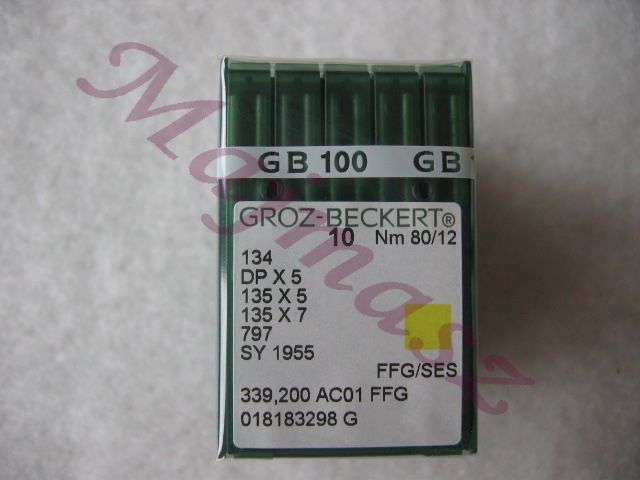 GB 100 GB
GROZ-BECKERT®
10 Nm 80/12
134
DP X 5
135 X 5
135 X 7
797
SY 1955
FFG/SES
339,200 AC01 FFG
018183298 G
Majmasz